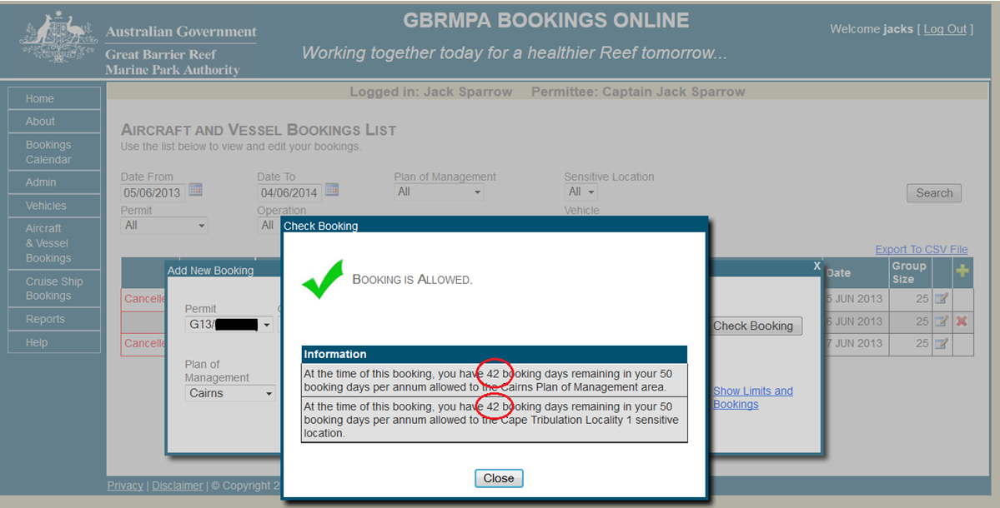 GBRMPA BOOKINGS ONLINE
Welcome jacks [ Log Out ]
Australian Government
Great Barrier Reef
Marine Park Authority
Working together today for a healthier Reef tomorrow...
Logged in: Jack Sparrow Permittee: Captain Jack Sparrow
Home
About
Bookings
Calendar
Admin
Vehicles
Aircraft
& Vessel
Bookings
Cruise Ship
Bookings
Reports
Help
AIRCRAFT AND VESSEL BOOKINGS LIST
Use the list below to view and edit your bookings.
Date From Date To Plan of Management Sensitive Location
05/06/2013 04/06/2014 All All
Search
Permit Operation Vehicle
All All
Export To CSV File
Date Group
Size
Cancelle 5 JUN 2013 25
6 JUN 2013 25
Cancelle 7 JUN 2013 25
Add New Booking X
Permit
G13/
Check Booking
Plan of
Management
Cairns
Show Limits and
Bookings
Check Booking
BOOKING IS ALLOWED.
Information
At the time of this booking, you have 42 booking days remaining in your 50
booking days per annum allowed to the Cairns Plan of Management area.
At the time of this booking, you have 42 booking days remaining in your 50
booking days per annum allowed to the Cape Tribulation Locality 1 sensitive
location.
Close
Privacy | Disclaimer | © Copyright 2